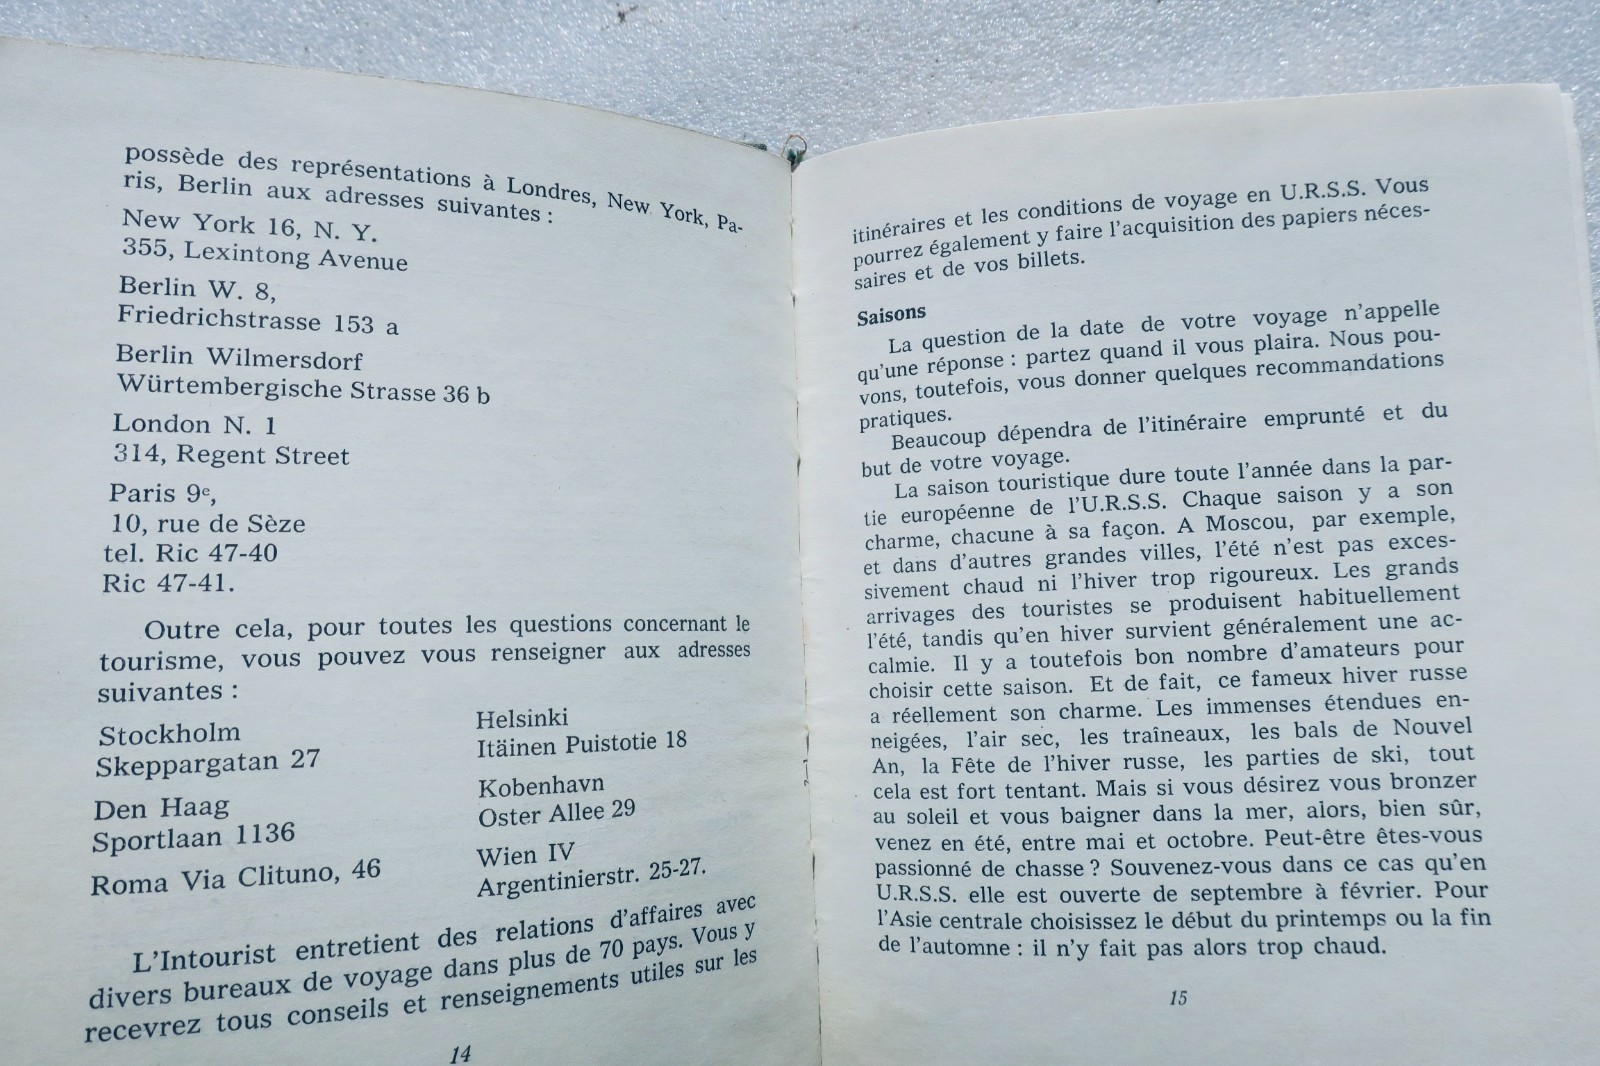 possède des représentations à Londres, New York, Pa-
ris, Berlin aux adresses suivantes :
New York 16, N. Y.
355, Lexintong Avenue
Berlin W. 8,
Friedrichstrasse 153 a
Berlin Wilmersdorf
Würtembergische Strasse 36 b
London N. 1
314, Regent Street
Paris 9e,
10, rue de Sèze
tel. Ric 47-40
Ric 47-41.
Outre cela, pour toutes les questions concernant le
tourisme, vous pouvez vous renseigner aux adresses
suivantes :
Stockholm
Skeppargatan 27
Den Haag
Sportlaan 1136
Roma Via Clituno, 46
Helsinki
Itäinen Puistotie 18
Kobenhavn
Oster Allee 29
Wien IV
Argentinierstr. 25-27.
L'Intourist entretient des relations d'affaires avec
divers bureaux de voyage dans plus de 70 pays. Vous y
recevrez tous conseils et renseignements utiles sur les
14
itinéraires et les conditions de voyage en U.R.S.S. Vous
pourrez également y faire l'acquisition des papiers néces-
saires et de vos billets.
Saisons
La question de la date de votre voyage n'appelle
qu'une réponse : partez quand il vous plaira. Nous pou-
vons, toutefois, vous donner quelques recommandations
pratiques.
Beaucoup dépendra de l'itinéraire emprunté et du
but de votre voyage.
La saison touristique dure toute l'année dans la par-
tie européenne de l'U.R.S.S. Chaque saison y a son
charme, chacune à sa façon. A Moscou, par exemple,
et dans d'autres grandes villes, l'été n'est pas exces-
sivement chaud ni l'hiver trop rigoureux. Les grands
arrivages des touristes se produisent habituellement
l'été, tandis qu'en hiver survient généralement une ac-
calmie. Il y a toutefois bon nombre d'amateurs pour
choisir cette saison. Et de fait, ce fameux hiver russe
a réellement son charme. Les immenses étendues en-
neigées, l'air sec, les traîneaux, les bals de Nouvel
An, la Fête de l'hiver russe, les parties de ski, tout
cela est fort tentant. Mais si vous désirez vous bronzer
au soleil et vous baigner dans la mer, alors, bien sûr,
venez en été, entre mai et octobre. Peut-être êtes-vous
passionné de chasse ? Souvenez-vous dans ce cas qu'en
U.R.S.S. elle est ouverte de septembre à février. Pour
l'Asie centrale choisissez le début du printemps ou la fin
de l'automne : il n'y fait pas alors trop chaud.
15